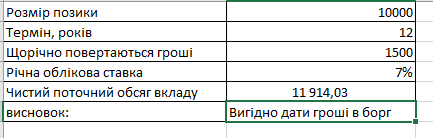 Розмір позики 10000
Термін, років 12
Щорічно повертаються гроші 1500
Річна облікова ставка 7%
Чистий поточний обсяг вкладу 11 914,03
висновок: Вигідно дати гроші в борг